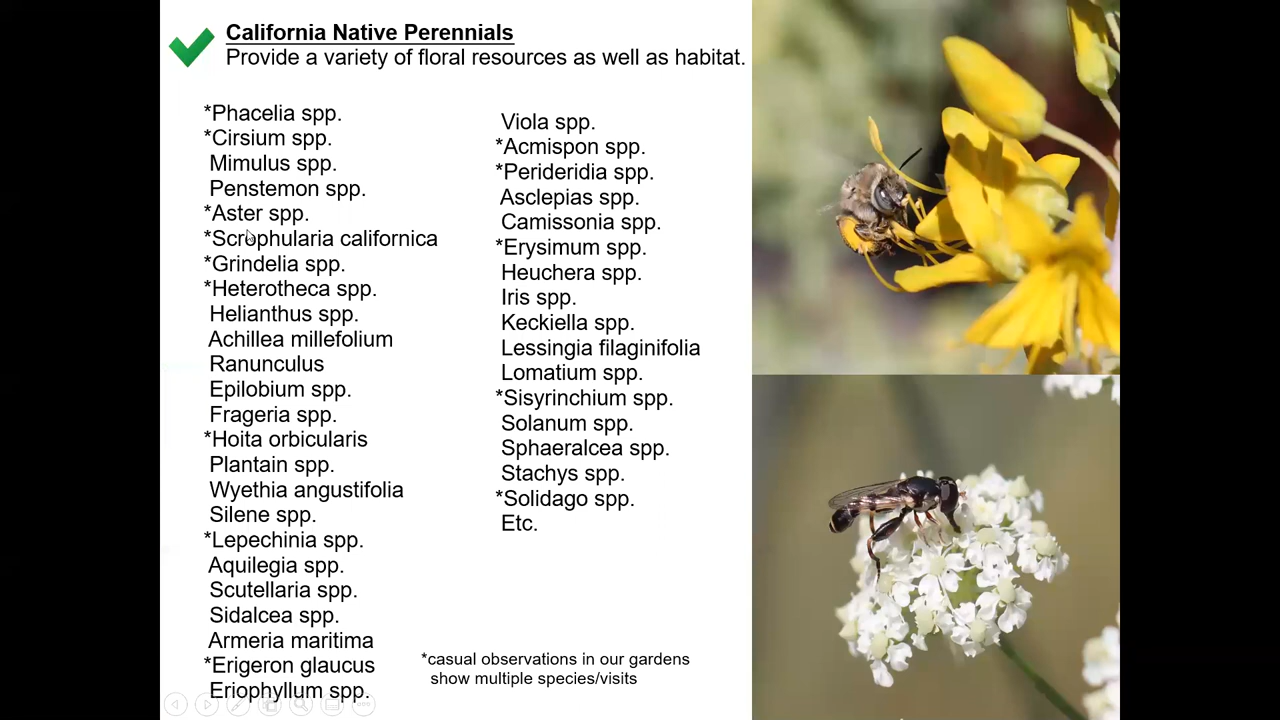 California Native Perennials
Provide a variety of floral resources as well as habitat.
*Phacelia spp.
*Cirsium spp.
Mimulus spp.
Penstemon spp.
*Aster spp.
*Scrophularia californica
*Grindelia spp.
*Heterotheca spp.
Helianthus spp.
Achillea millefolium
Ranunculus
Epilobium spp.
Frageria spp.
*Hoita orbicularis
Plantain spp.
Wyethia angustifolia
Silene spp.
*Lepechinia spp.
Aquilegia spp.
Scutellaria spp.
Sidalcea spp.
Armeria maritima
*Erigeron glaucus
Eriophyllum spp.
Viola spp.
*Acmispon spp.
*Perideridia spp.
Asclepias spp.
Camissonia spp.
*Erysimum spp.
Heuchera spp.
Iris spp.
Keckiella spp.
Lessingia filaginifolia
Lomatium spp.
*Sisyrinchium spp.
Solanum spp.
Sphaeralcea spp.
Stachys spp.
*Solidago spp.
Etc.
*casual observations in our gardens
show multiple species/visits